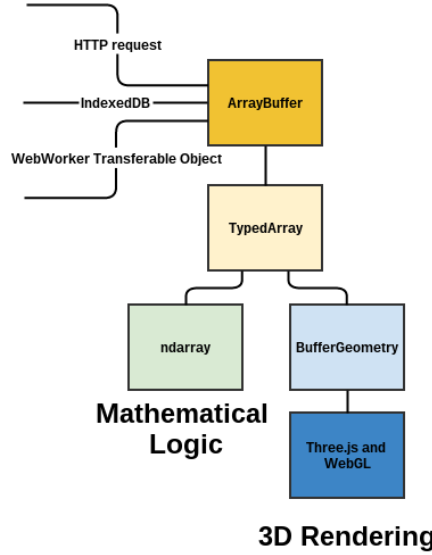 HTTP request
IndexedDB
ArrayBuffer
WebWorker Transferable Object
TypedArray
ndarray
BufferGeometry
Mathematical
Logic
Three.js and
WebGL
3D Rendering